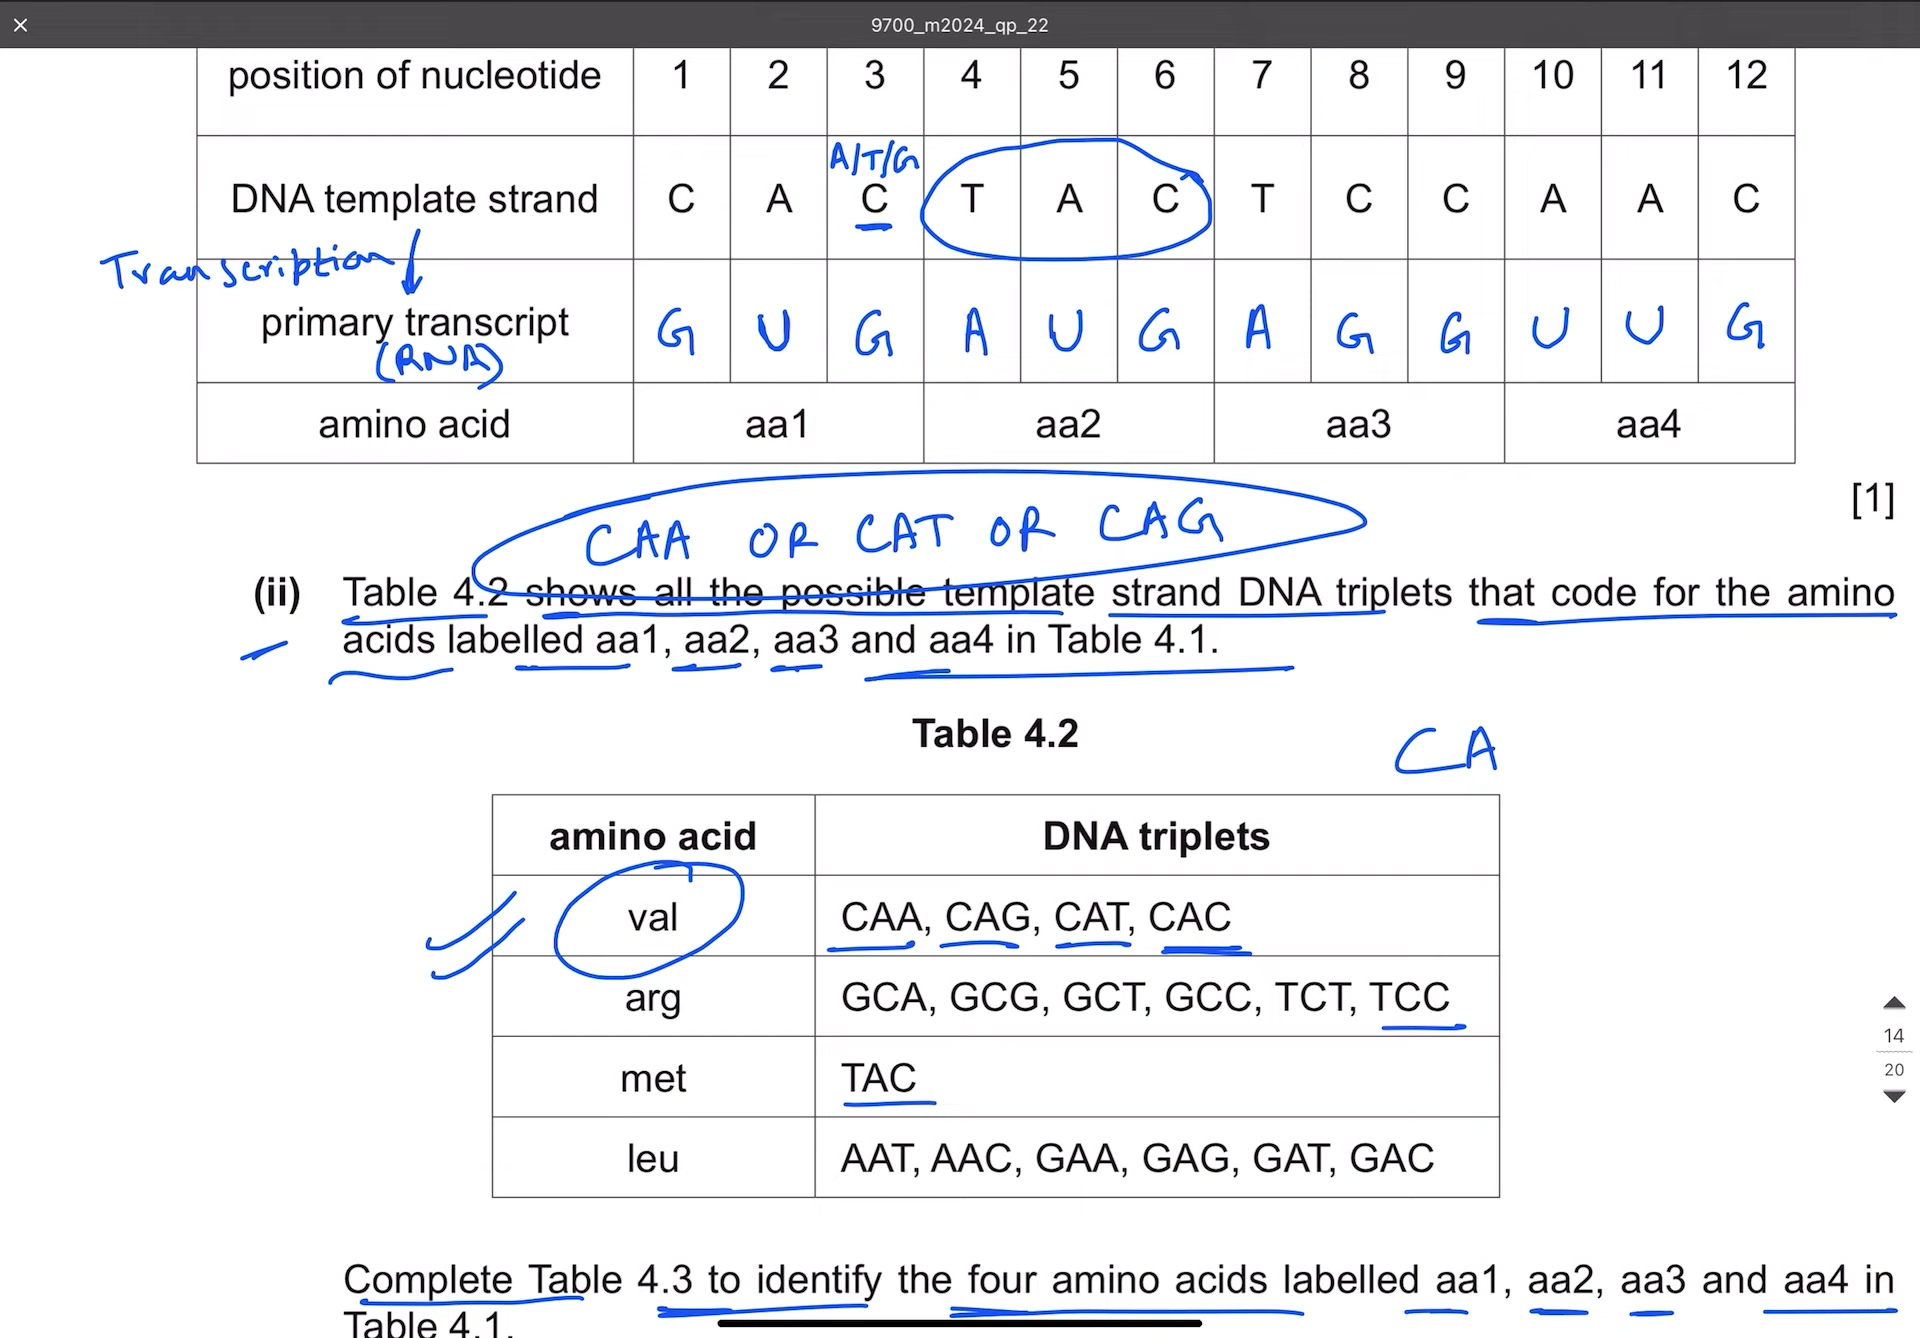 9700_m2024_qp_22
position of nucleotide 1 2 3 4 5 6 7 8 9 10 11 12
A/T/G
DNA template strand C A C T A C T C C A A C
Transcription
primary transcript G U G A U G A G G U U G
(RNA)
amino acid aa1 aa2 aa3 aa4
[1]
CAA OR CAT OR CAG
(ii) Table 4.2 shows all the possible template strand DNA triplets that code for the amino
acids labelled aa1, aa2, aa3 and aa4 in Table 4.1.
Table 4.2
CA
amino acid DNA triplets
val CAA, CAG, CAT, CAC
arg GCA, GCG, GCT, GCC, TCT, TCC
met TAC
leu AAT, AAC, GAA, GAG, GAT, GAC
14
20
Complete Table 4.3 to identify the four amino acids labelled aa1, aa2, aa3 and aa4 in
Table 4.1.